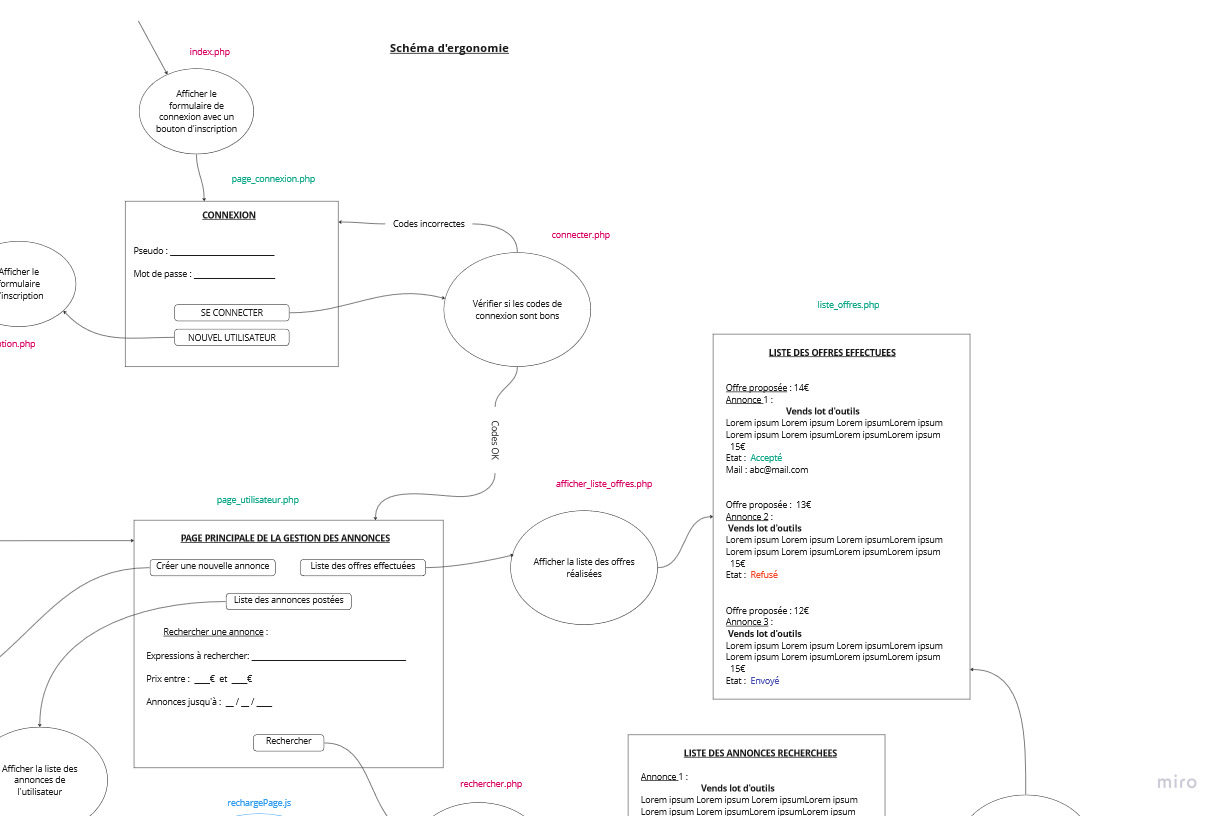 index.php
Schéma d'ergonomie
Afficher le
formulaire de
connexion avec un
bouton d'inscription
page_connexion.php
CONNEXION
Pseudo :
Mot de passe :
SE CONNECTER
NOUVEL UTILISATEUR
Codes incorrectes
connecter.php
Vérifier si les codes de
connexion sont bons
Afficher le
formulaire
'inscription
tion.php
Codes OK
liste_offres.php
LISTE DES OFFRES EFFECTUEES
Offre proposée : 14€
Annonce 1 :
Vends lot d'outils
Lorem ipsum Lorem ipsum Lorem ipsumLorem ipsum
Lorem ipsum Lorem ipsumLorem ipsumLorem ipsum
15€
Etat : Accepté
Mail : abc@mail.com
Offre proposée : 13€
Annonce 2 :
Vends lot d'outils
Lorem ipsum Lorem ipsum Lorem ipsumLorem ipsum
Lorem ipsum Lorem ipsumLorem ipsumLorem ipsum
15€
Etat : Refusé
Offre proposée : 12€
Annonce 3 :
Vends lot d'outils
Lorem ipsum Lorem ipsum Lorem ipsumLorem ipsum
Lorem ipsum Lorem ipsumLorem ipsumLorem ipsum
15€
Etat : Envoyé
afficher_liste_offres.php
Afficher la liste des offres
réalisées
page_utilisateur.php
PAGE PRINCIPALE DE LA GESTION DES ANNONCES
Créer une nouvelle annonce
Liste des offres effectuées
Liste des annonces postées
Rechercher une annonce :
Expressions à rechercher:
Prix entre : ___€ et ___€
Annonces jusqu'à : __ / __ / ___
Rechercher
Afficher la liste des
annonces de
l'utilisateur
rechargePage.js
rechercher.php
LISTE DES ANNONCES RECHERCHEES
Annonce 1 :
Vends lot d'outils
Lorem ipsum Lorem ipsum Lorem ipsumLorem ipsum
Lorem ipsum Lorem ipsumLorem ipsumLorem ipsum
miro